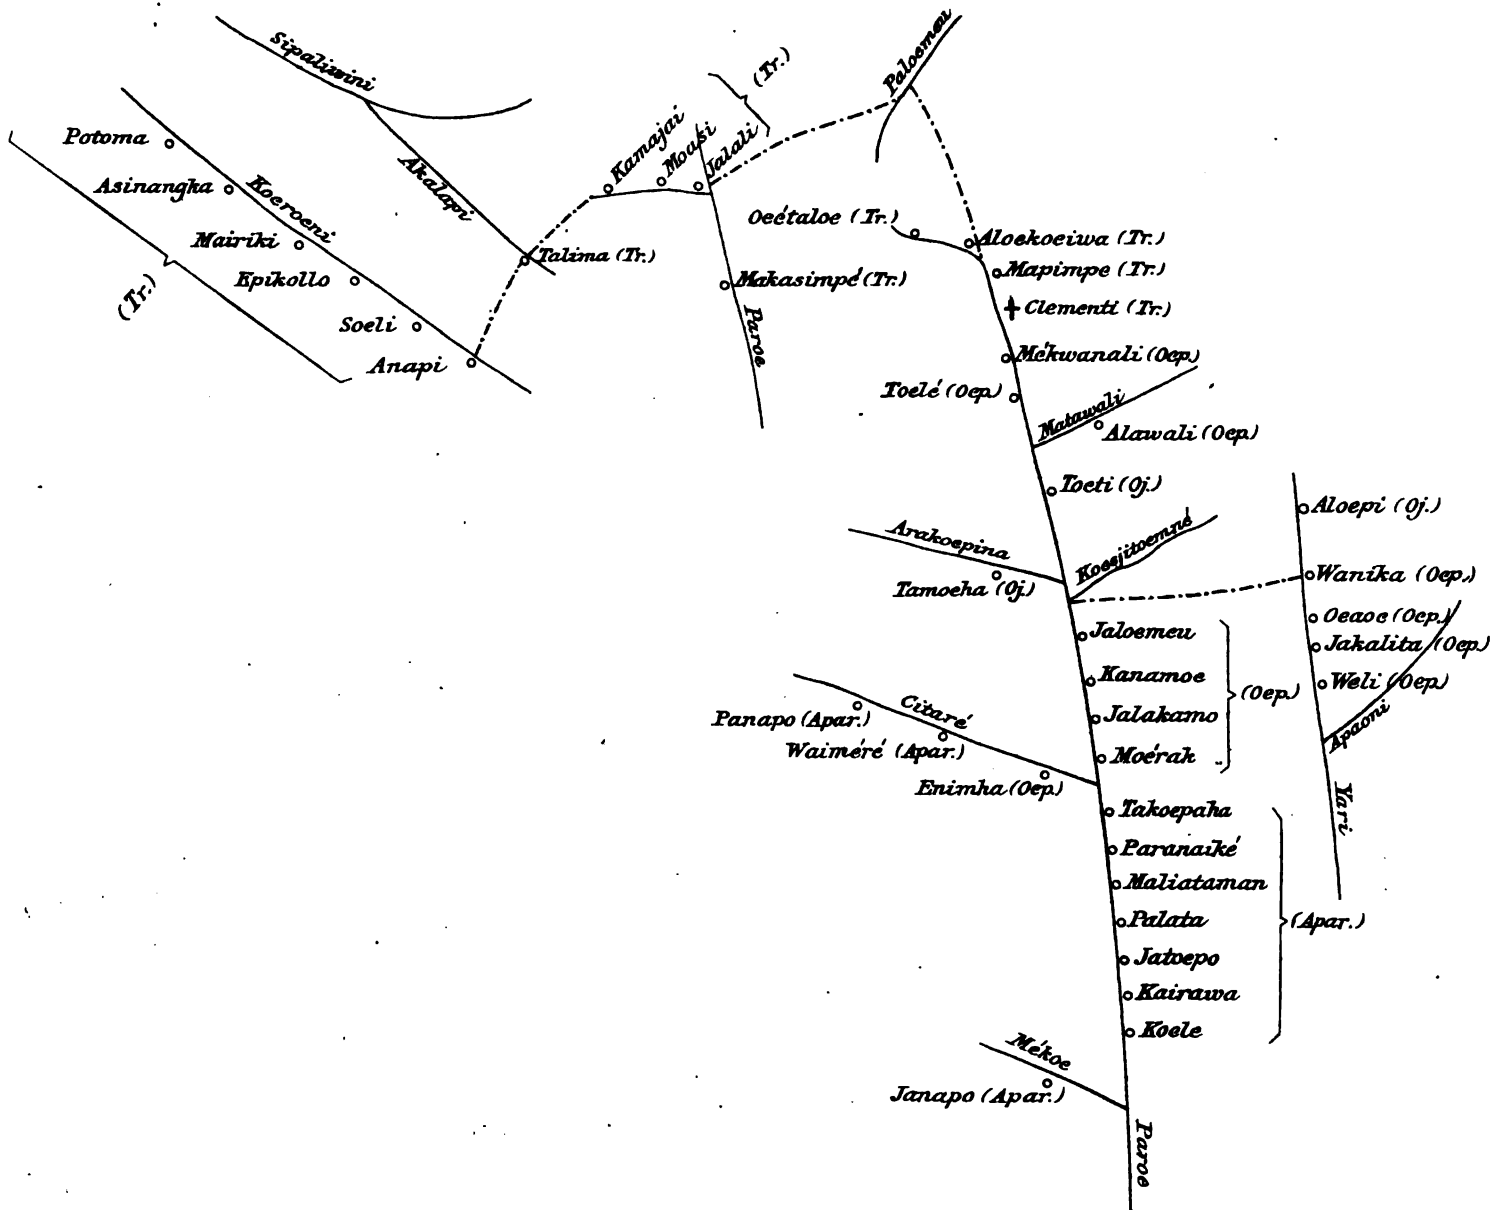 Sipaliwini
Paloemeu
(Tr.)
Potoma
Koeroeni
Akalapi
Kamajai
Mousi
Jalali
Asinangka
Mairiki
Epikollo
Soeli
Anapi
(Tr.)
Talima (Tr.)
Oeétaloe (Tr.)
Aloekoeiwa (Tr.)
Mapimpe (Tr.)
Makasimpé (Tr.)
Clementi (Tr.)
Paroe
Mékwanali (Oep)
Toelé (Oep)
Matawali
Alawali (Oep.)
Toeti (Oj.)
Aloepi (Oj.)
Arakoepina
Koeejitoemné
Tamoeha (Oj.)
Wanika (Oep.)
Oeaoe (Oep.)
Jaloemeu
Jakalita (Oep)
Kanamoe
Weli (Oep)
(Oep.)
Citaré
Panapo (Apar.)
Jalakamo
Apaoni
Waiméré (Apar.)
Moérak
Enimha (Oep)
Yari
Takoepaha
Paranaiké
Maliataman
Palata
(Apar.)
Jatoepo
Kairawa
Koele
Mékoe
Janapo (Apar.)
Paroe